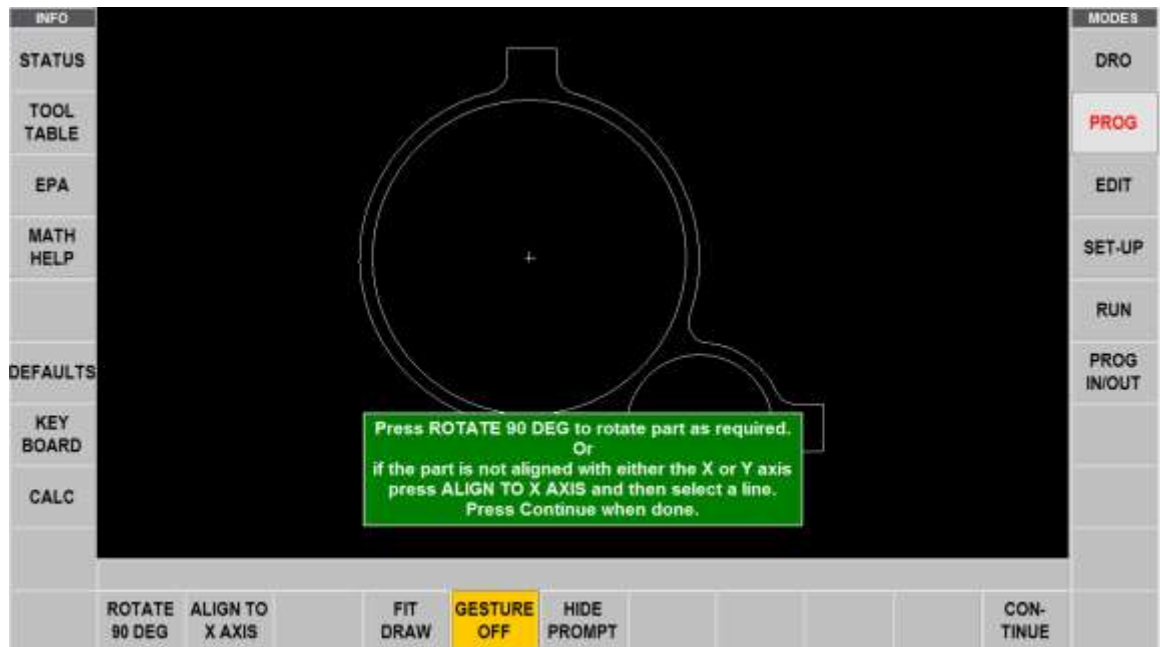 INFO
STATUS
TOOL
TABLE
EPA
MATH
HELP
DEFAULTS
KEY
BOARD
CALC
Press ROTATE 90 DEG to rotate part as required.
Or
if the part is not aligned with either the X or Y axis
press ALIGN TO X AXIS and then select a line.
Press Continue when done.
MODES
DRO
PROG
EDIT
SET-UP
RUN
PROG
IN/OUT
ROTATE
90 DEG
ALIGN TO
X AXIS
FIT
DRAW
GESTURE
OFF
HIDE
PROMPT
CON-
TINUE